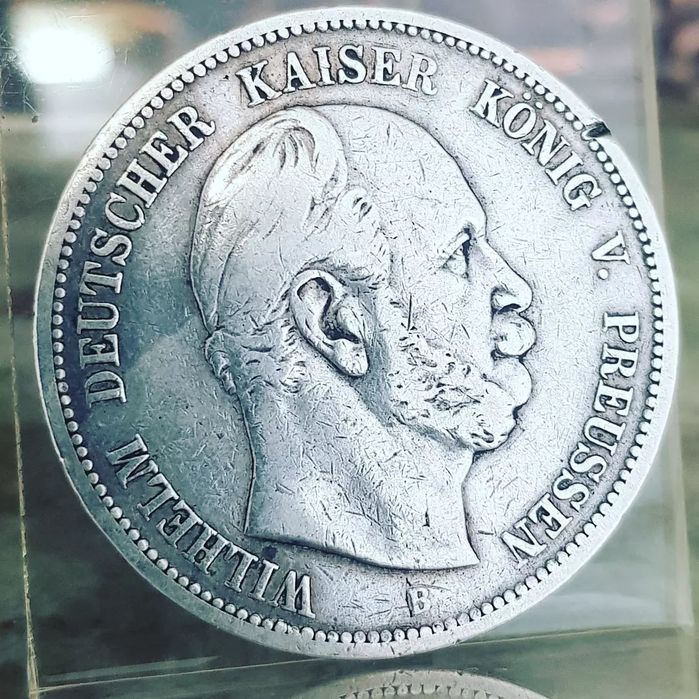 WILHELM DEUTSCHER KAISER KÖNIG V. PREUSSEN
B